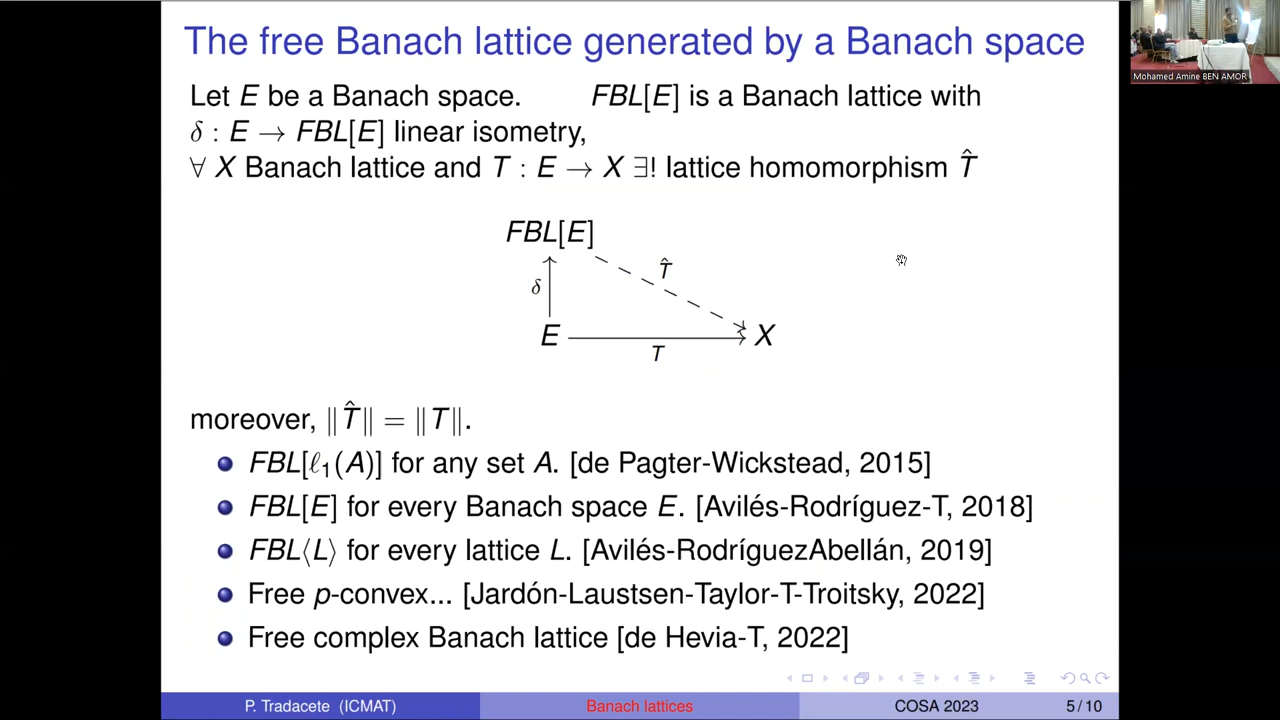 The free Banach lattice generated by a Banach space
Let E be a Banach space. FBL[E] is a Banach lattice with
δ : E → FBL[E] linear isometry,
∀ X Banach lattice and T : E → X ∃! lattice homomorphism T̂
FBL[E]
T̂
δ
E
X
T
moreover, ‖T̂‖ = ‖T‖.
FBL[ℓ₁(A)] for any set A. [de Pagter-Wickstead, 2015]
FBL[E] for every Banach space E. [Avilés-Rodríguez-T, 2018]
FBL⟨L⟩ for every lattice L. [Avilés-RodríguezAbellán, 2019]
Free p-convex... [Jardón-Laustsen-Taylor-T-Troitsky, 2022]
Free complex Banach lattice [de Hevia-T, 2022]
P. Tradacete (ICMAT) Banach lattices COSA 2023 5 / 10
Mohamed Amine BEN AMOR